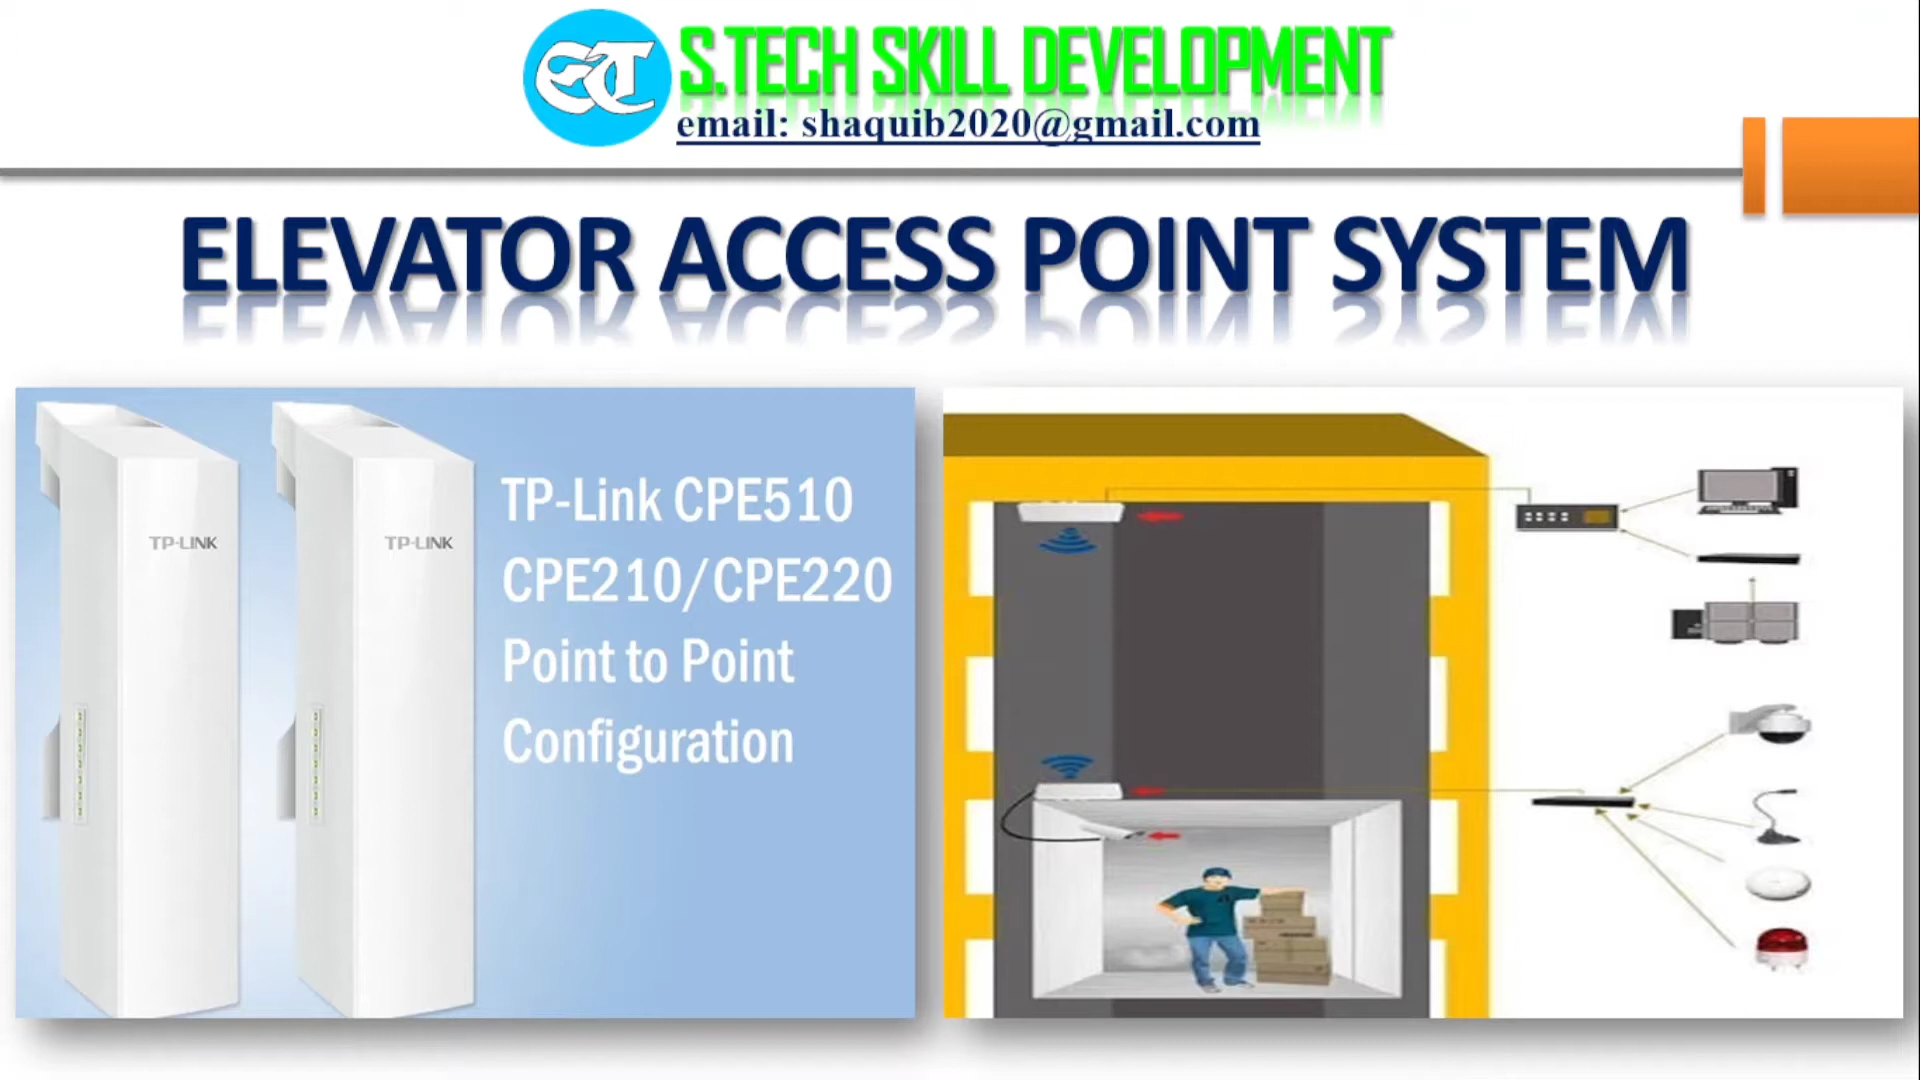 S.TECH SKILL DEVELOPMENT
email: shaquib2020@gmail.com
ELEVATOR ACCESS POINT SYSTEM
TP-LINK
TP-LINK
TP-Link CPE510
CPE210/CPE220
Point to Point
Configuration